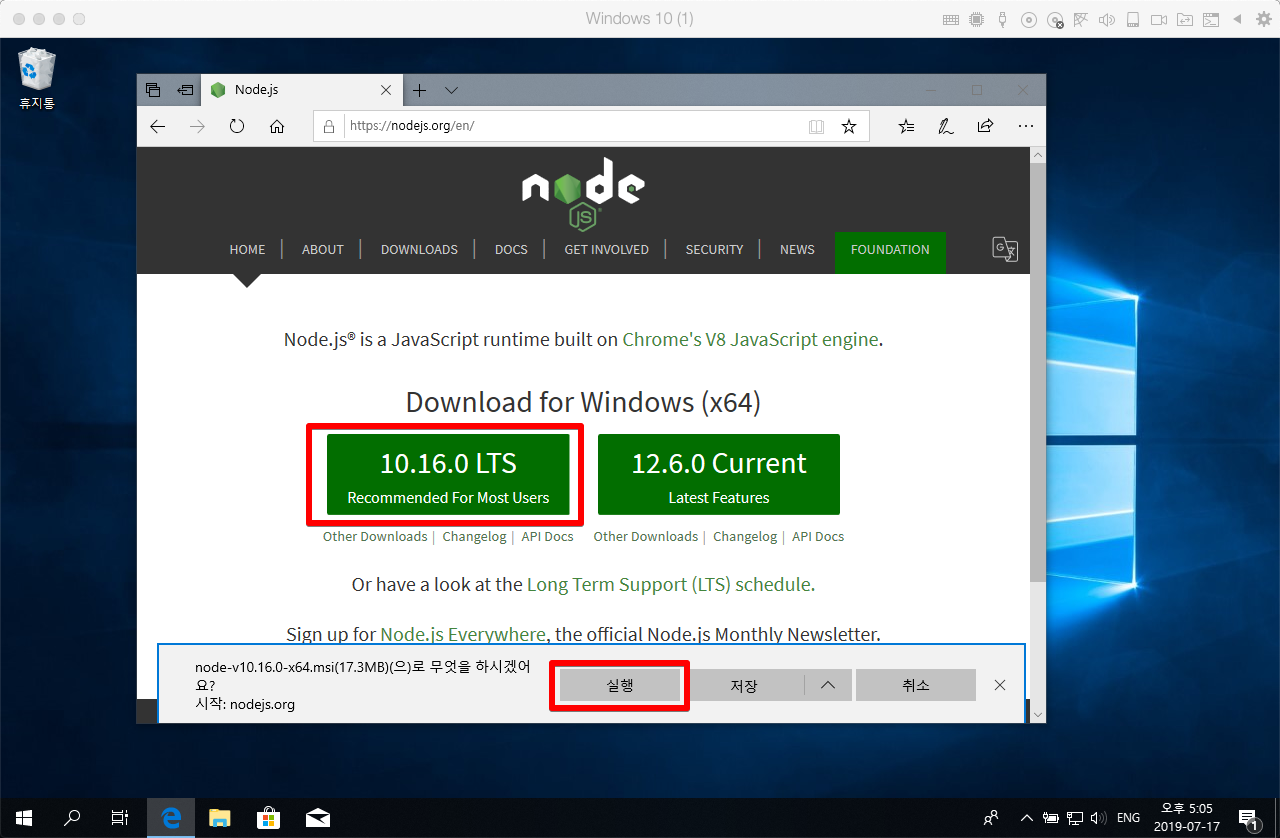 Windows 10 (1)
휴지통
Node.js
https://nodejs.org/en/
node
JS
HOME | ABOUT | DOWNLOADS | DOCS | GET INVOLVED | SECURITY | NEWS FOUNDATION
Node.js® is a JavaScript runtime built on Chrome's V8 JavaScript engine.
Download for Windows (x64)
10.16.0 LTS
Recommended For Most Users
12.6.0 Current
Latest Features
Other Downloads | Changelog | API Docs
Other Downloads | Changelog | API Docs
Or have a look at the Long Term Support (LTS) schedule.
Sign up for Node.js Everywhere, the official Node.js Monthly Newsletter.
node-v10.16.0-x64.msi(17.3MB)(으)로 무엇을 하시겠어
요?
시작: nodejs.org
실행
저장
취소
ENG
오후 5:05
2019-07-17
1